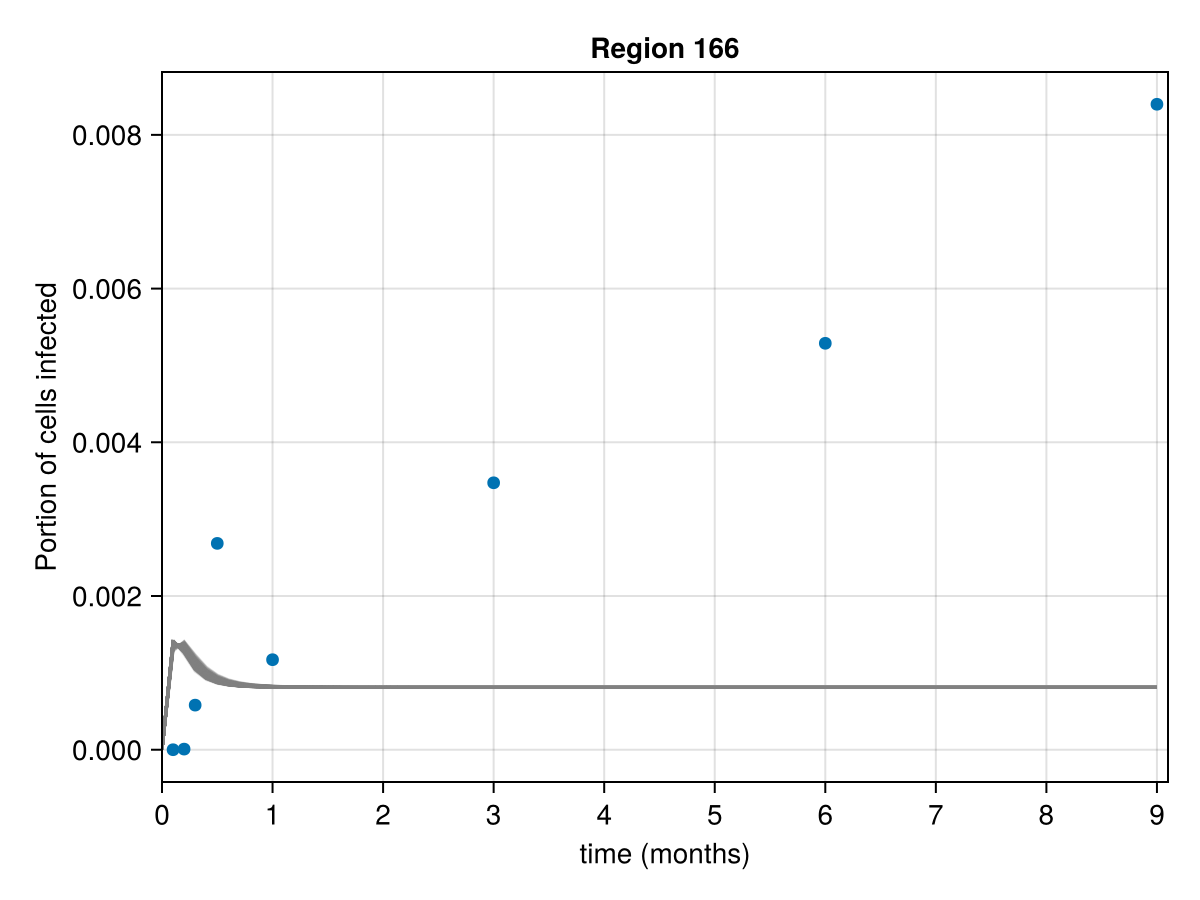 Region 166
Portion of cells infected
0.008
0.006
0.004
0.002
0.000
0 1 2 3 4 5 6 7 8 9
time (months)